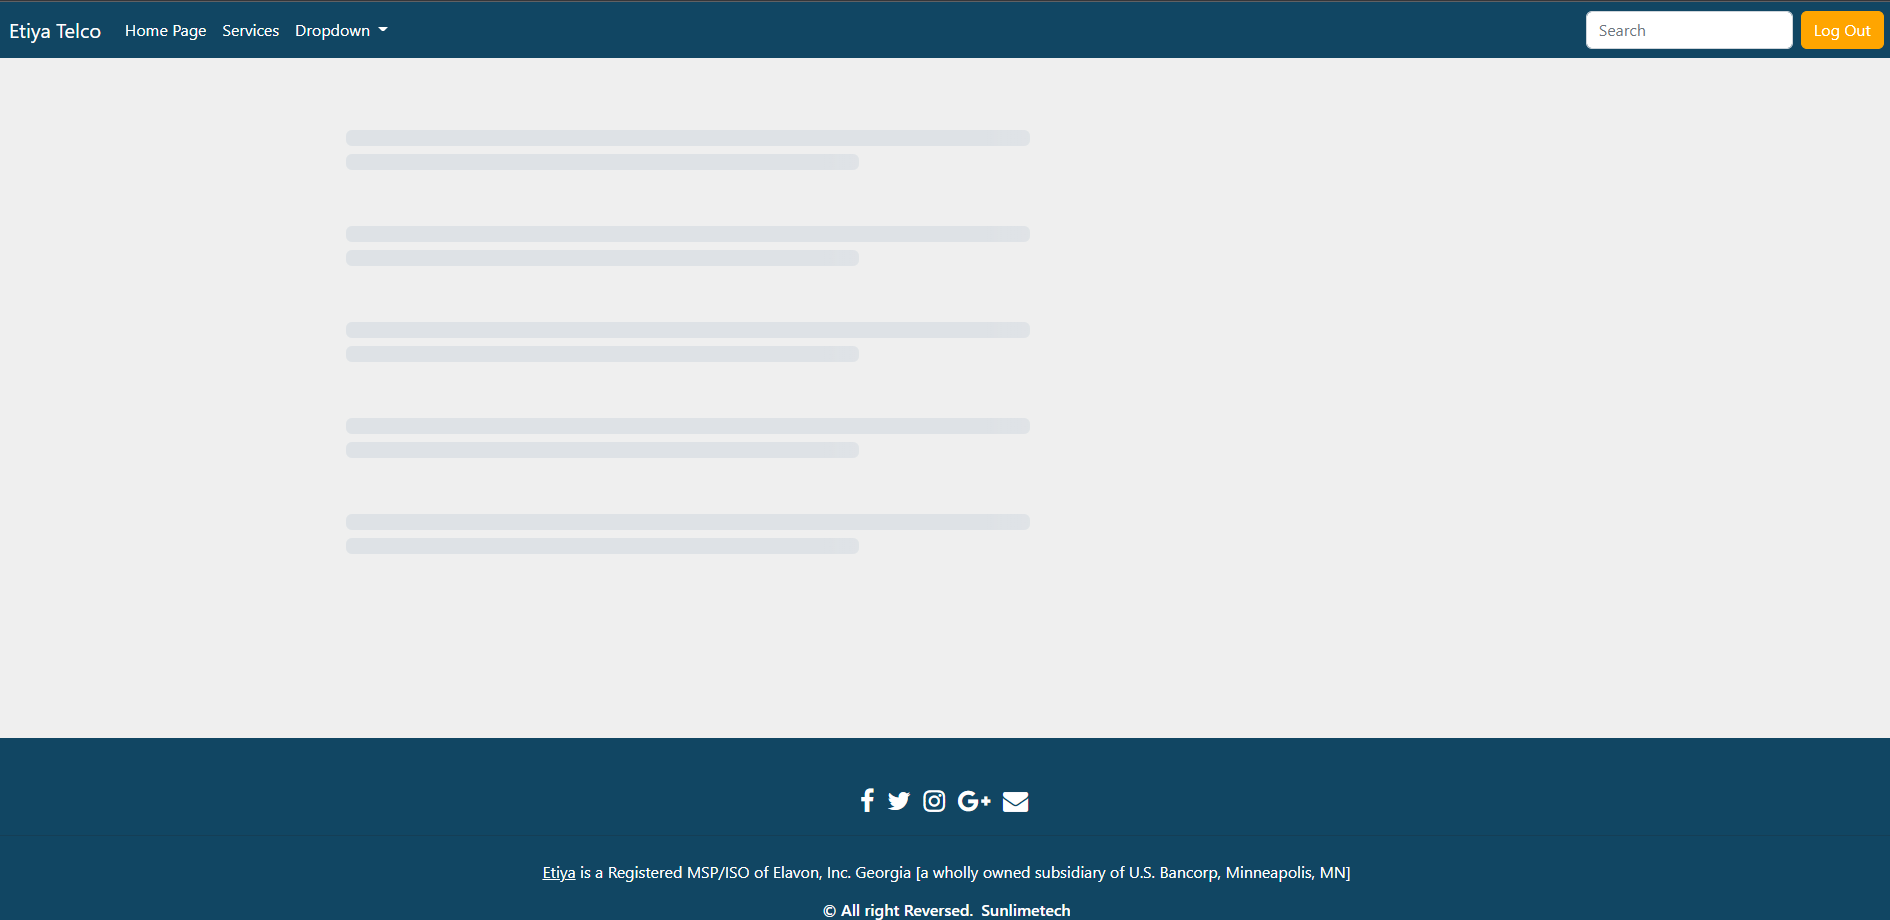 Etiya Telco Home Page Services Dropdown Search Log Out
Etiya is a Registered MSP/ISO of Elavon, Inc. Georgia [a wholly owned subsidiary of U.S. Bancorp, Minneapolis, MN]
© All right Reversed. Sunlimetech